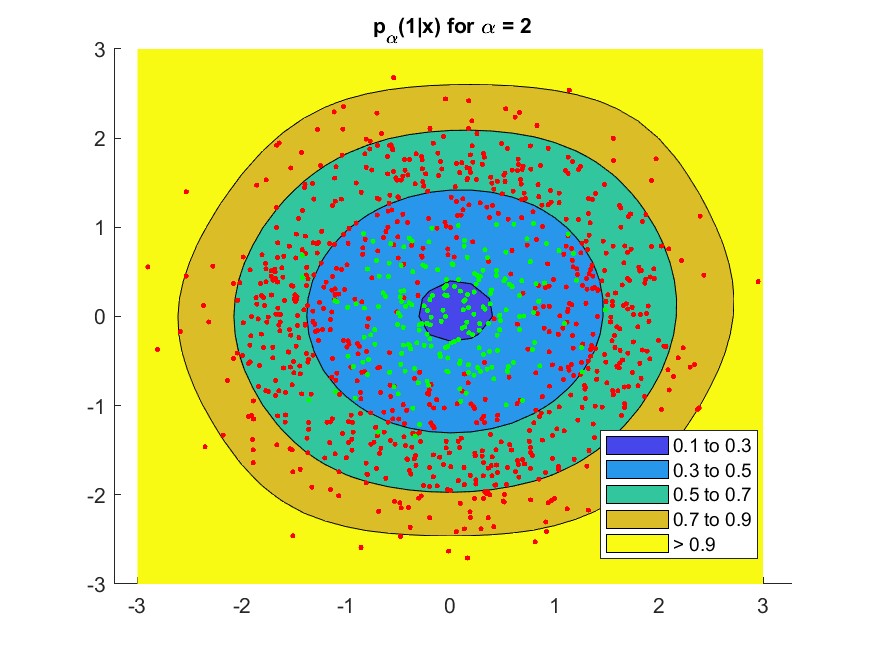 pα(1|x) for α = 2
3
2
1
0
-1
-2
-3
-3 -2 -1 0 1 2 3
0.1 to 0.3
0.3 to 0.5
0.5 to 0.7
0.7 to 0.9
> 0.9